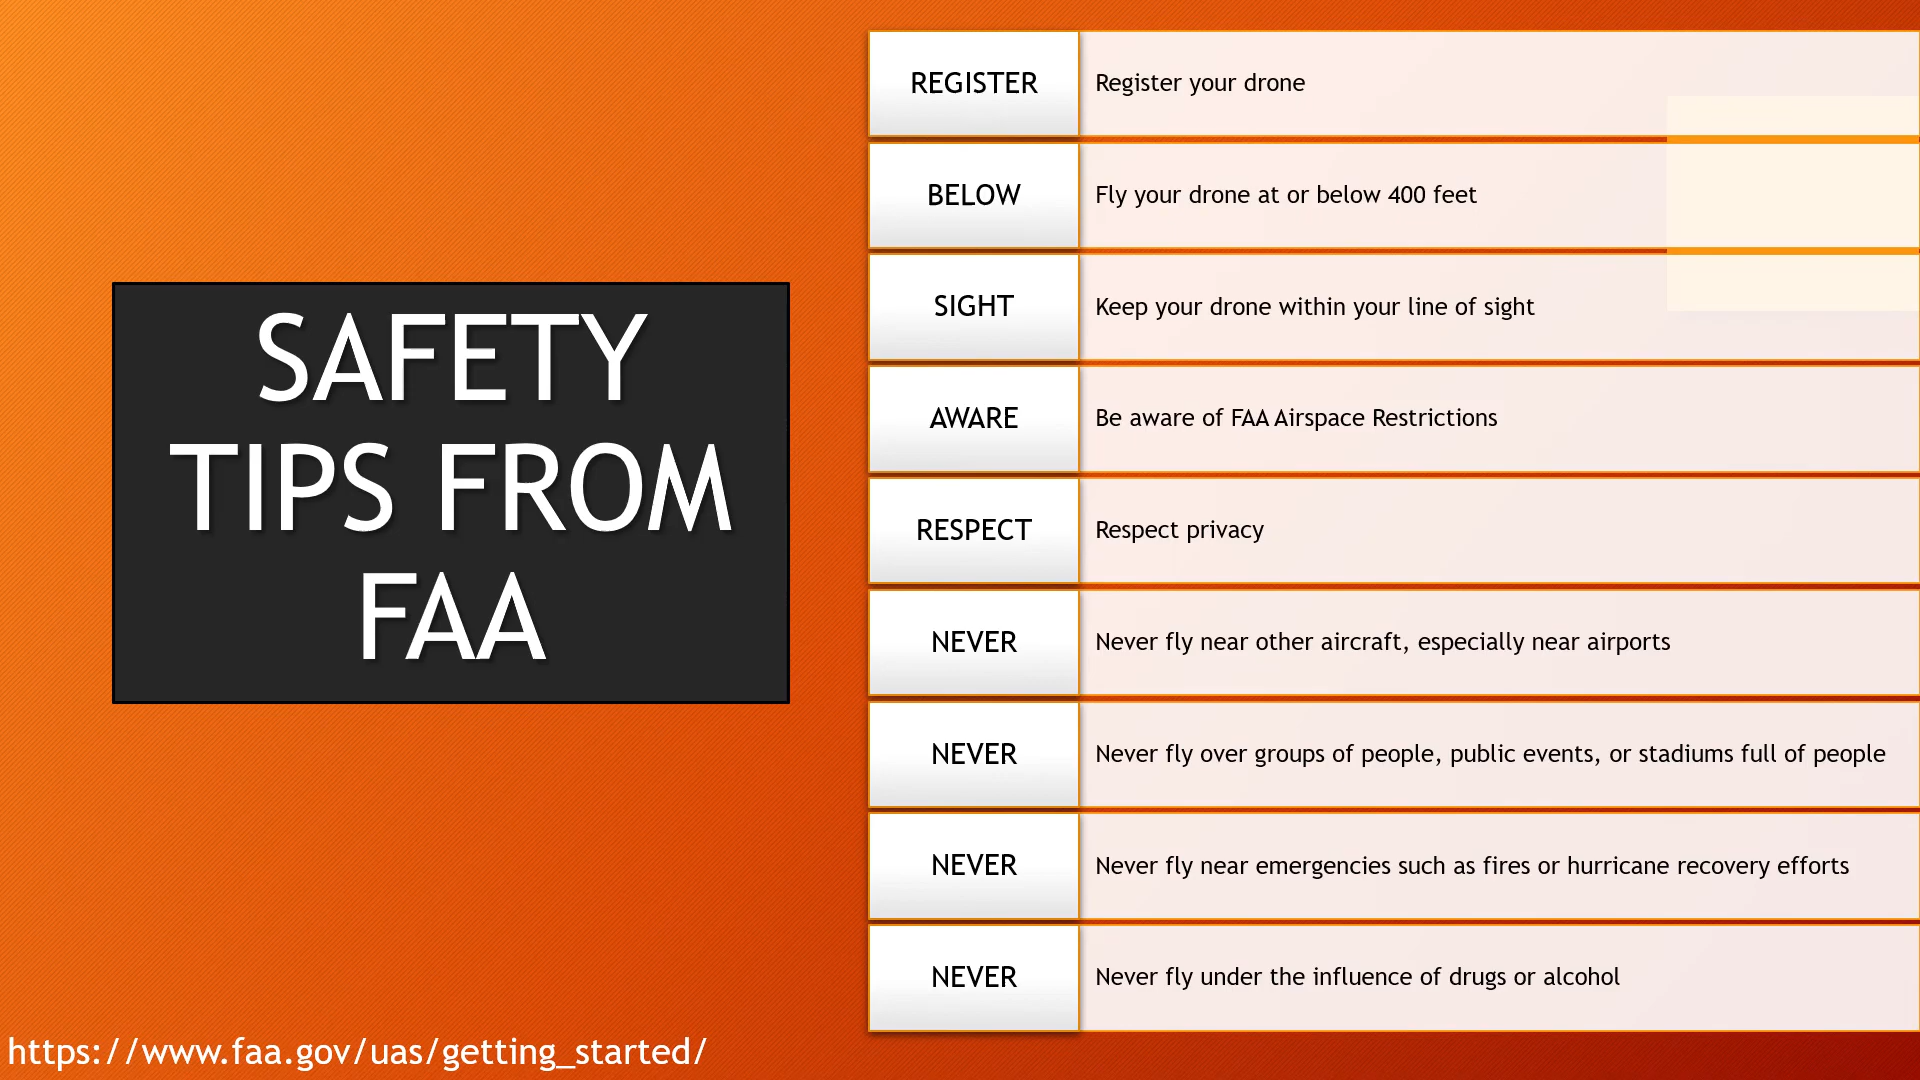 SAFETY
TIPS FROM
FAA
REGISTER
Register your drone
BELOW
Fly your drone at or below 400 feet
SIGHT
Keep your drone within your line of sight
AWARE
Be aware of FAA Airspace Restrictions
RESPECT
Respect privacy
NEVER
Never fly near other aircraft, especially near airports
NEVER
Never fly over groups of people, public events, or stadiums full of people
NEVER
Never fly near emergencies such as fires or hurricane recovery efforts
NEVER
Never fly under the influence of drugs or alcohol
https://www.faa.gov/uas/getting_started/